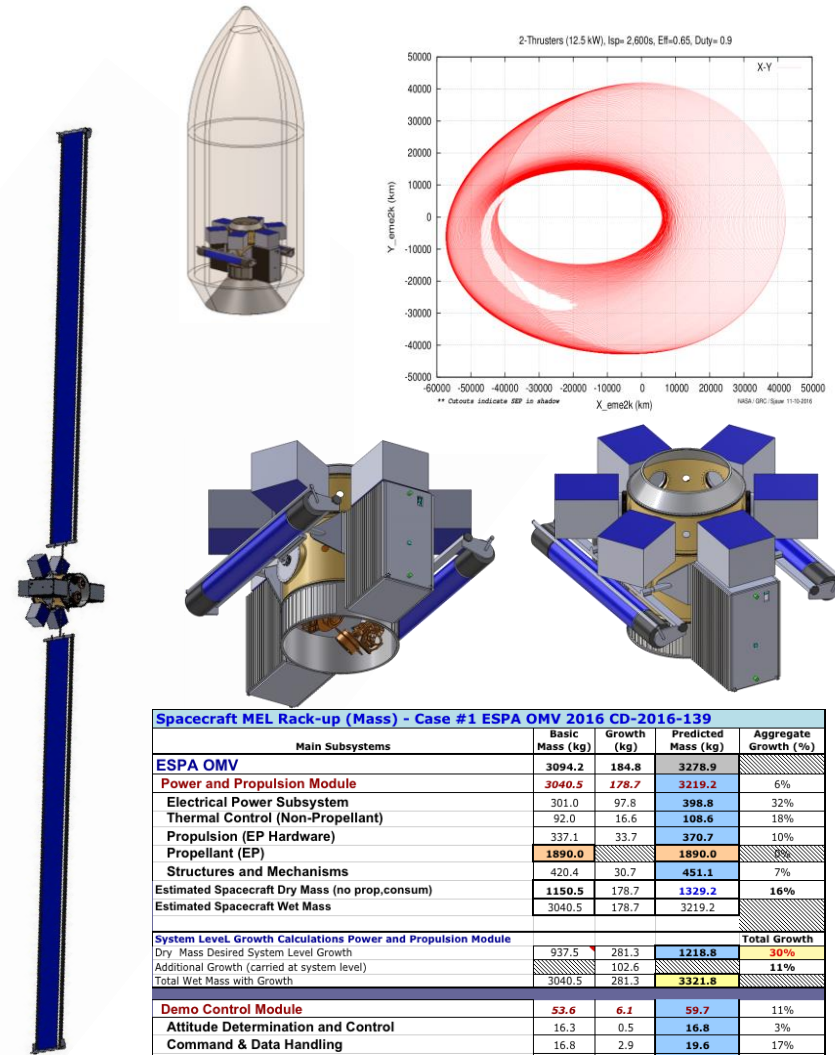 2-Thrusters (12.5 kW), Isp= 2,600s, Eff=0.65, Duty= 0.9
X-Y
50000
40000
30000
20000
10000
0
-10000
-20000
-30000
-40000
-50000
Y_eme2k (km)
-60000 -50000 -40000 -30000 -20000 -10000 0 10000 20000 30000 40000 50000
** Cutouts indicate SEP in shadow
X_eme2k (km)
NASA / GRC / Sjauw 11-10-2016
Spacecraft MEL Rack-up (Mass) - Case #1 ESPA OMV 2016 CD-2016-139
Main Subsystems Basic Mass (kg) Growth (kg) Predicted Mass (kg) Aggregate Growth (%)
ESPA OMV 3094.2 184.8 3278.9
Power and Propulsion Module 3040.5 178.7 3219.2 6%
Electrical Power Subsystem 301.0 97.8 398.8 32%
Thermal Control (Non-Propellant) 92.0 16.6 108.6 18%
Propulsion (EP Hardware) 337.1 33.7 370.7 10%
Propellant (EP) 1890.0 1890.0 0%
Structures and Mechanisms 420.4 30.7 451.1 7%
Estimated Spacecraft Dry Mass (no prop,consum) 1150.5 178.7 1329.2 16%
Estimated Spacecraft Wet Mass 3040.5 178.7 3219.2
System LeveL Growth Calculations Power and Propulsion Module Total Growth
Dry Mass Desired System Level Growth 937.5 281.3 1218.8 30%
Additional Growth (carried at system level) 102.6 11%
Total Wet Mass with Growth 3040.5 281.3 3321.8
Demo Control Module 53.6 6.1 59.7 11%
Attitude Determination and Control 16.3 0.5 16.8 3%
Command & Data Handling 16.8 2.9 19.6 17%